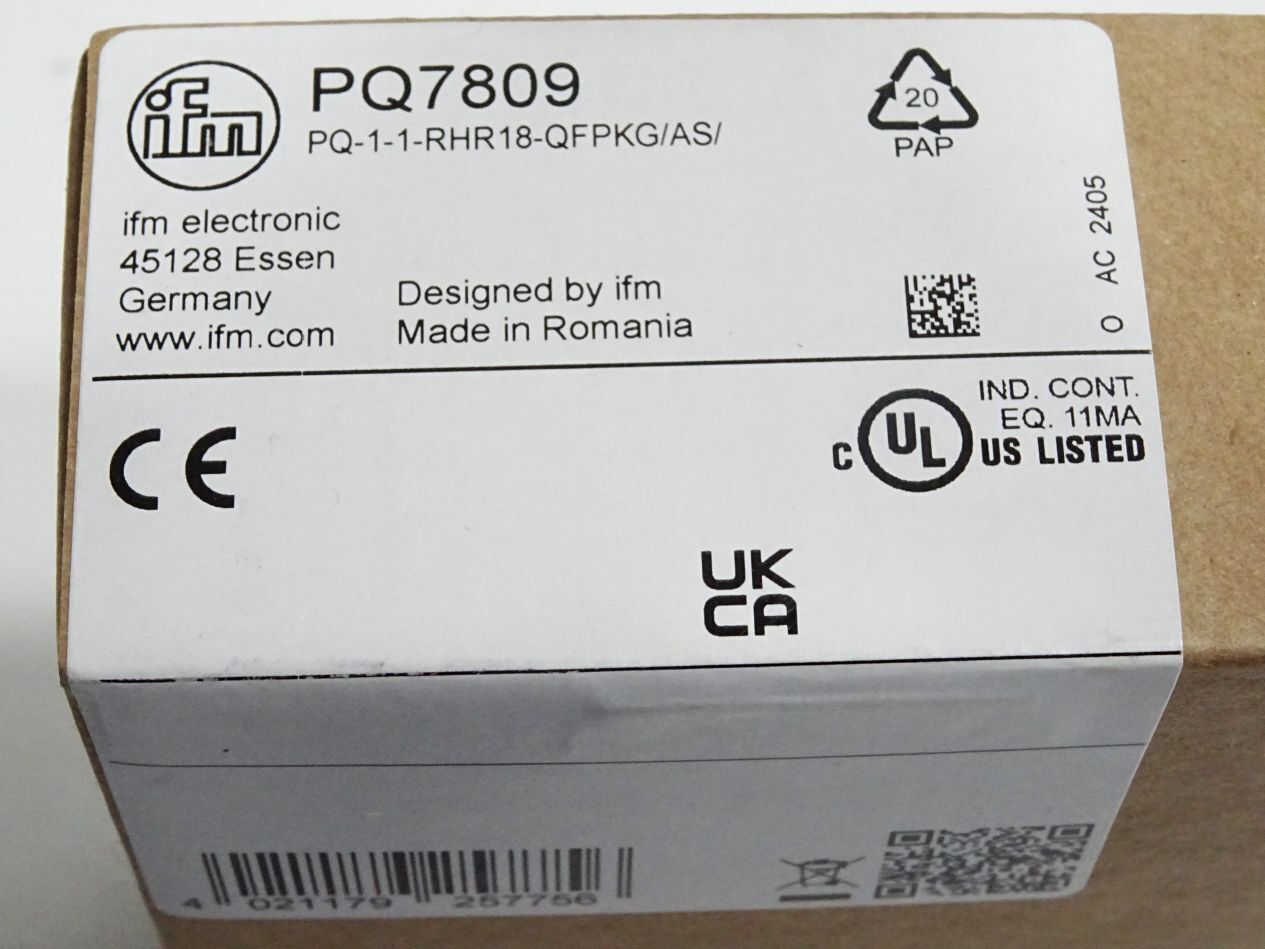 ifm
PQ7809
PQ-1-1-RHR18-QFPKG/AS/
20
PAP
ifm electronic
45128 Essen
Germany
www.ifm.com
Designed by ifm
Made in Romania
O AC 2405
CE
C UL US LISTED
IND. CONT.
EQ. 11MA
UK
CA
4 021179 257756